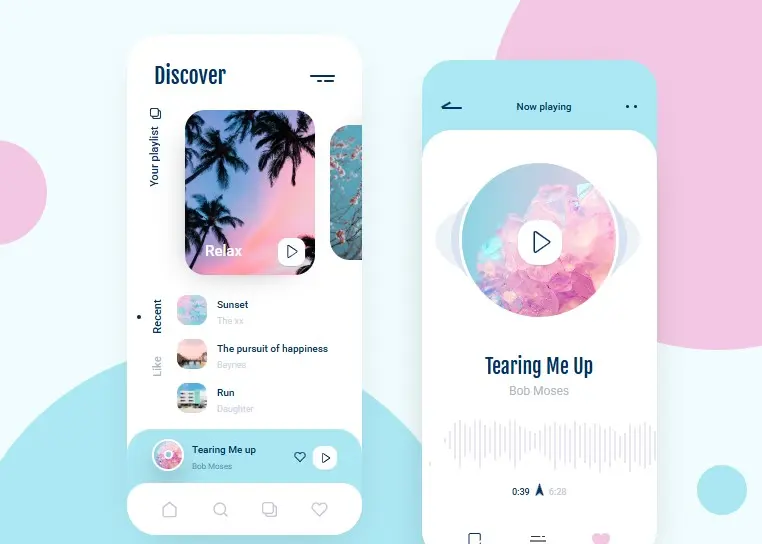 Discover
Your playlist
Relax
Recent
Like
Sunset
The xx
The pursuit of happiness
Baynes
Run
Daughter
Tearing Me up
Bob Moses
Now playing
Tearing Me Up
Bob Moses
0:39 6:28